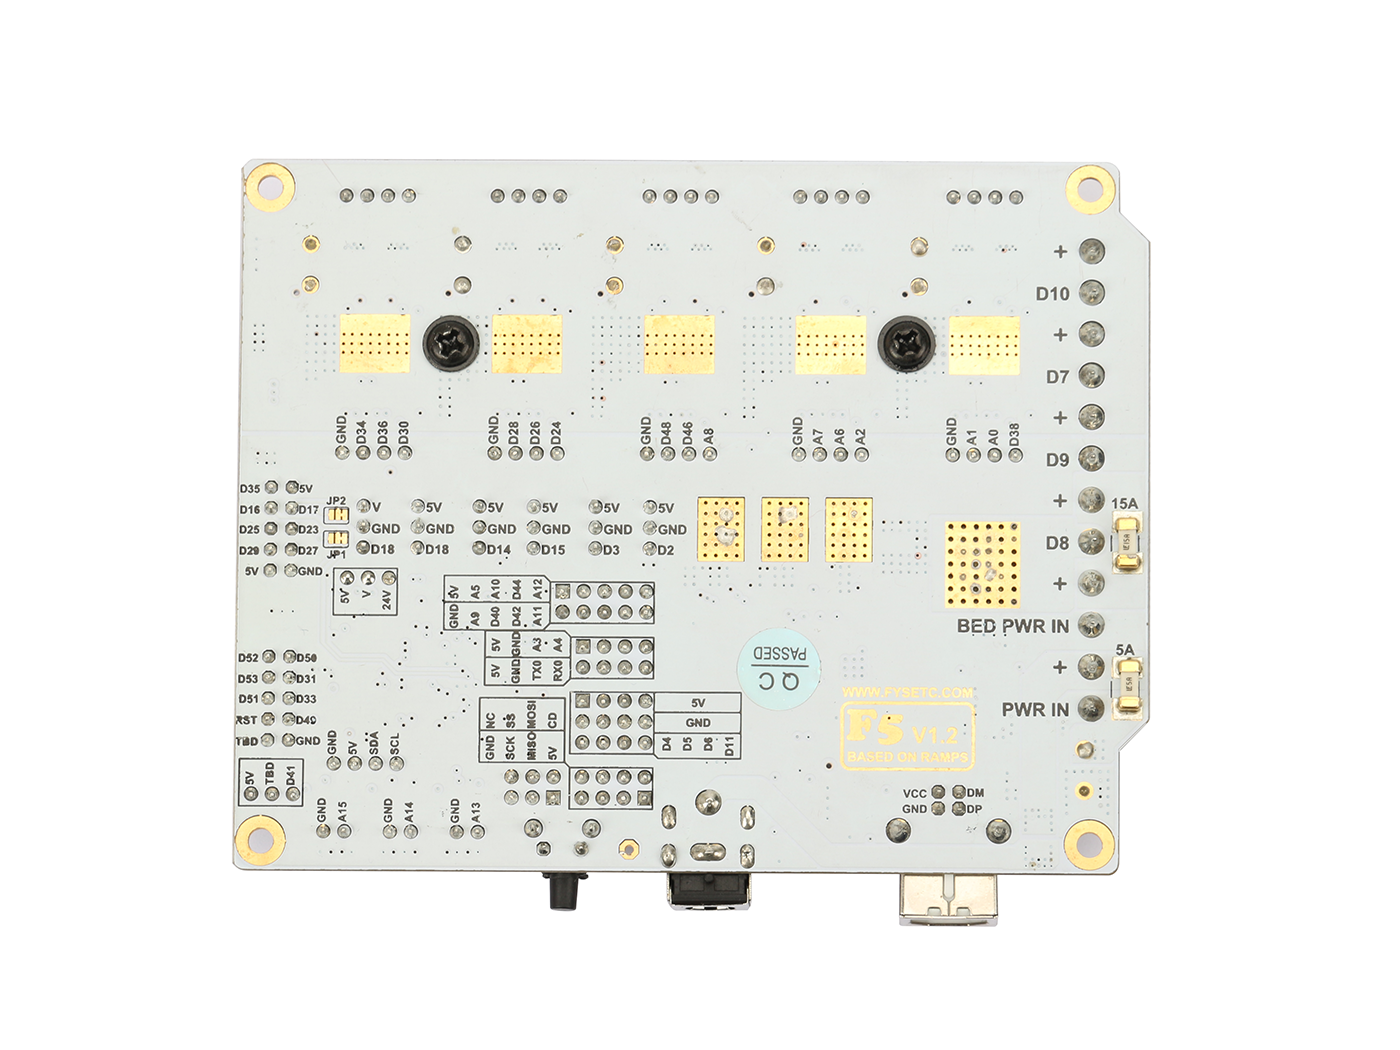 +
D10
+
D7
+
D9
+
15A
D8
+
BED PWR IN
+
5A
PWR IN
GND D34 D36 D30
GND D28 D26 D24
GND D48 D46 A8
GND A7 A6 A2
GND A1 A0 D38
D35 5V
D16 D17
D25 D23
D29 D27
5V GND
JP2
JP1
V 5V 5V 5V 5V 5V
GND GND GND GND GND GND
D18 D18 D14 D15 D3 D2
5V V 24V
5V A5 A10 D44 A12
GND A9 D40 D42 A11
5V GND A3 A4
5V GND TX0 RX0
D52 D50
D53 D31
D51 D33
RST D49
TBD GND
GND 5V SDA SCL
5V TBD D41
NC SS MOSI CD
GND SCK MISO 5V
5V
GND
D4 D5 D6 D11
GND A15
GND A14
GND A13
QC
PASSED
WWW.FYSETC.COM
F5 V1.2
BASED ON RAMPS
VCC DM
GND DP